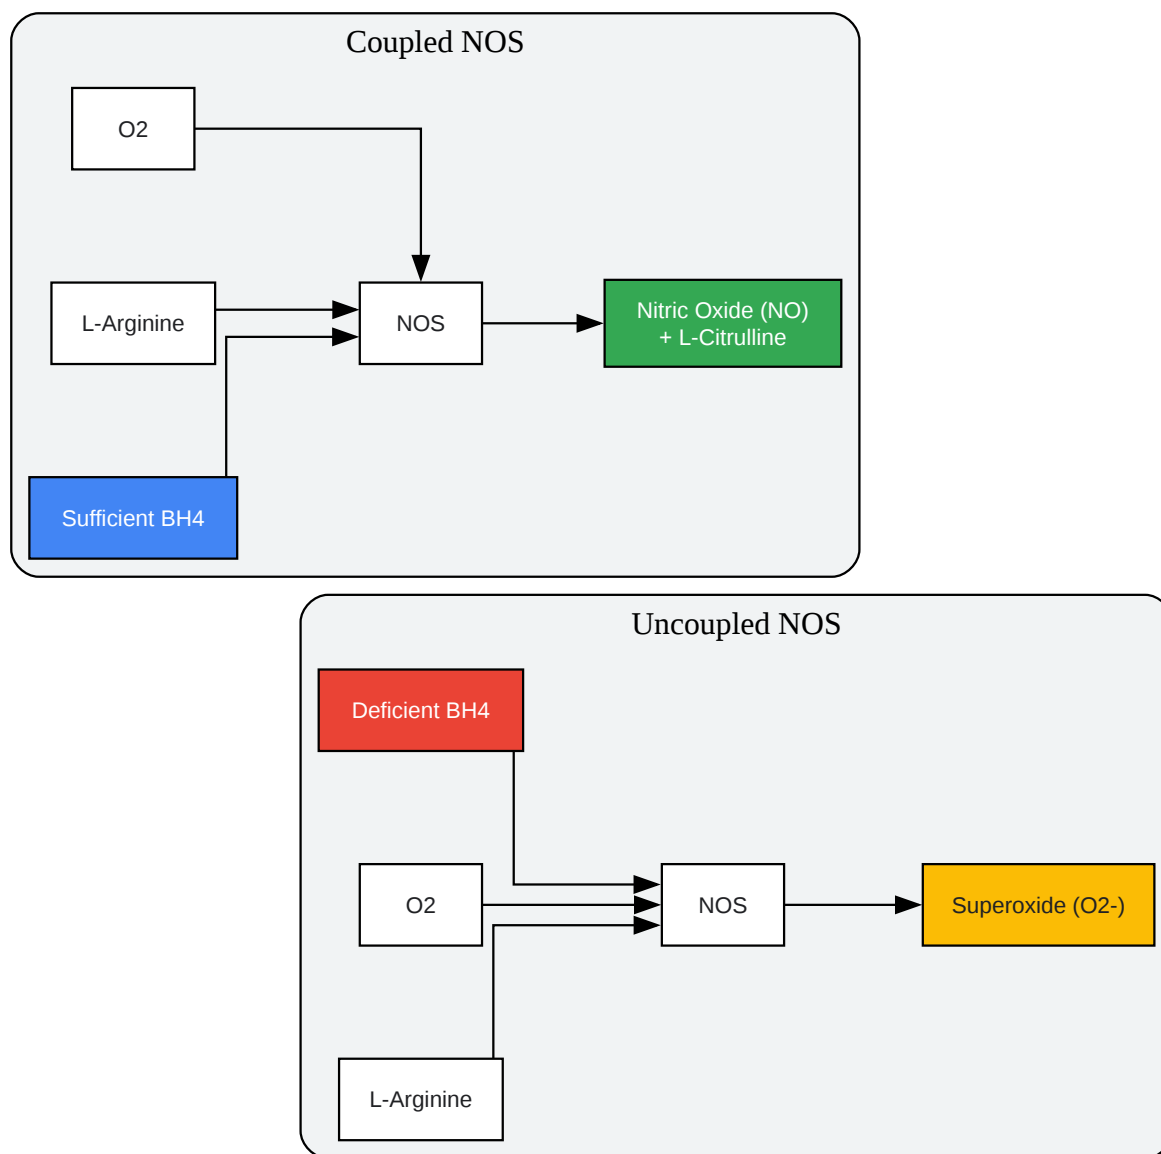 Coupled NOS
O2
L-Arginine
NOS
Nitric Oxide (NO)
+ L-Citrulline
Sufficient BH4
Uncoupled NOS
Deficient BH4
O2
NOS
Superoxide (O2-)
L-Arginine